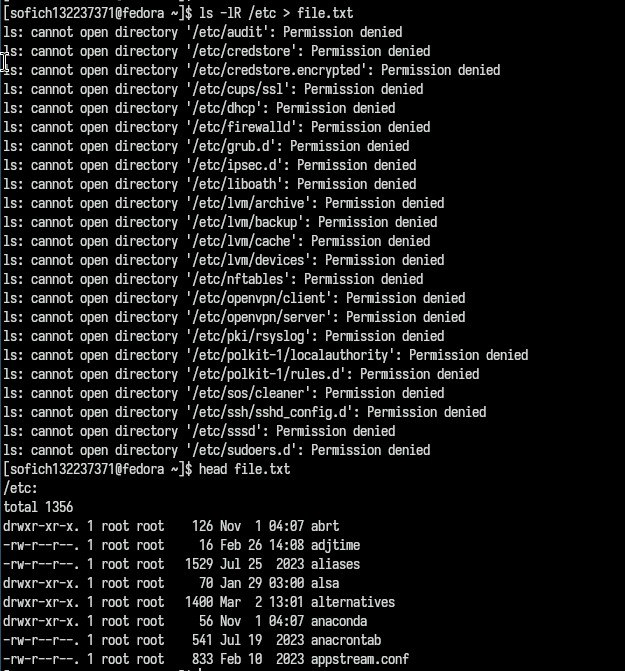 [sofich132237371@fedora ~]$ ls -lR /etc > file.txt
ls: cannot open directory '/etc/audit': Permission denied
ls: cannot open directory '/etc/credstore': Permission denied
ls: cannot open directory '/etc/credstore.encrypted': Permission denied
ls: cannot open directory '/etc/cups/ssl': Permission denied
ls: cannot open directory '/etc/dhcp': Permission denied
ls: cannot open directory '/etc/firewalld': Permission denied
ls: cannot open directory '/etc/grub.d': Permission denied
ls: cannot open directory '/etc/ipsec.d': Permission denied
ls: cannot open directory '/etc/liboath': Permission denied
ls: cannot open directory '/etc/lvm/archive': Permission denied
ls: cannot open directory '/etc/lvm/backup': Permission denied
ls: cannot open directory '/etc/lvm/cache': Permission denied
ls: cannot open directory '/etc/lvm/devices': Permission denied
ls: cannot open directory '/etc/nftables': Permission denied
ls: cannot open directory '/etc/openvpn/client': Permission denied
ls: cannot open directory '/etc/openvpn/server': Permission denied
ls: cannot open directory '/etc/pki/rsyslog': Permission denied
ls: cannot open directory '/etc/polkit-1/localauthority': Permission denied
ls: cannot open directory '/etc/polkit-1/rules.d': Permission denied
ls: cannot open directory '/etc/sos/cleaner': Permission denied
ls: cannot open directory '/etc/ssh/sshd_config.d': Permission denied
ls: cannot open directory '/etc/sssd': Permission denied
ls: cannot open directory '/etc/sudoers.d': Permission denied
[sofich132237371@fedora ~]$ head file.txt
/etc:
total 1356
drwxr-xr-x. 1 root root    126 Nov  1 04:07 abrt
-rw-r--r--. 1 root root     16 Feb 26 14:08 adjtime
-rw-r--r--. 1 root root   1529 Jul 25  2023 aliases
drwxr-xr-x. 1 root root     70 Jan 29 03:00 alsa
drwxr-xr-x. 1 root root   1400 Mar  2 13:01 alternatives
drwxr-xr-x. 1 root root     56 Nov  1 04:07 anaconda
-rw-r--r--. 1 root root    541 Jul 19  2023 anacrontab
-rw-r--r--. 1 root root    833 Feb 10  2023 appstream.conf